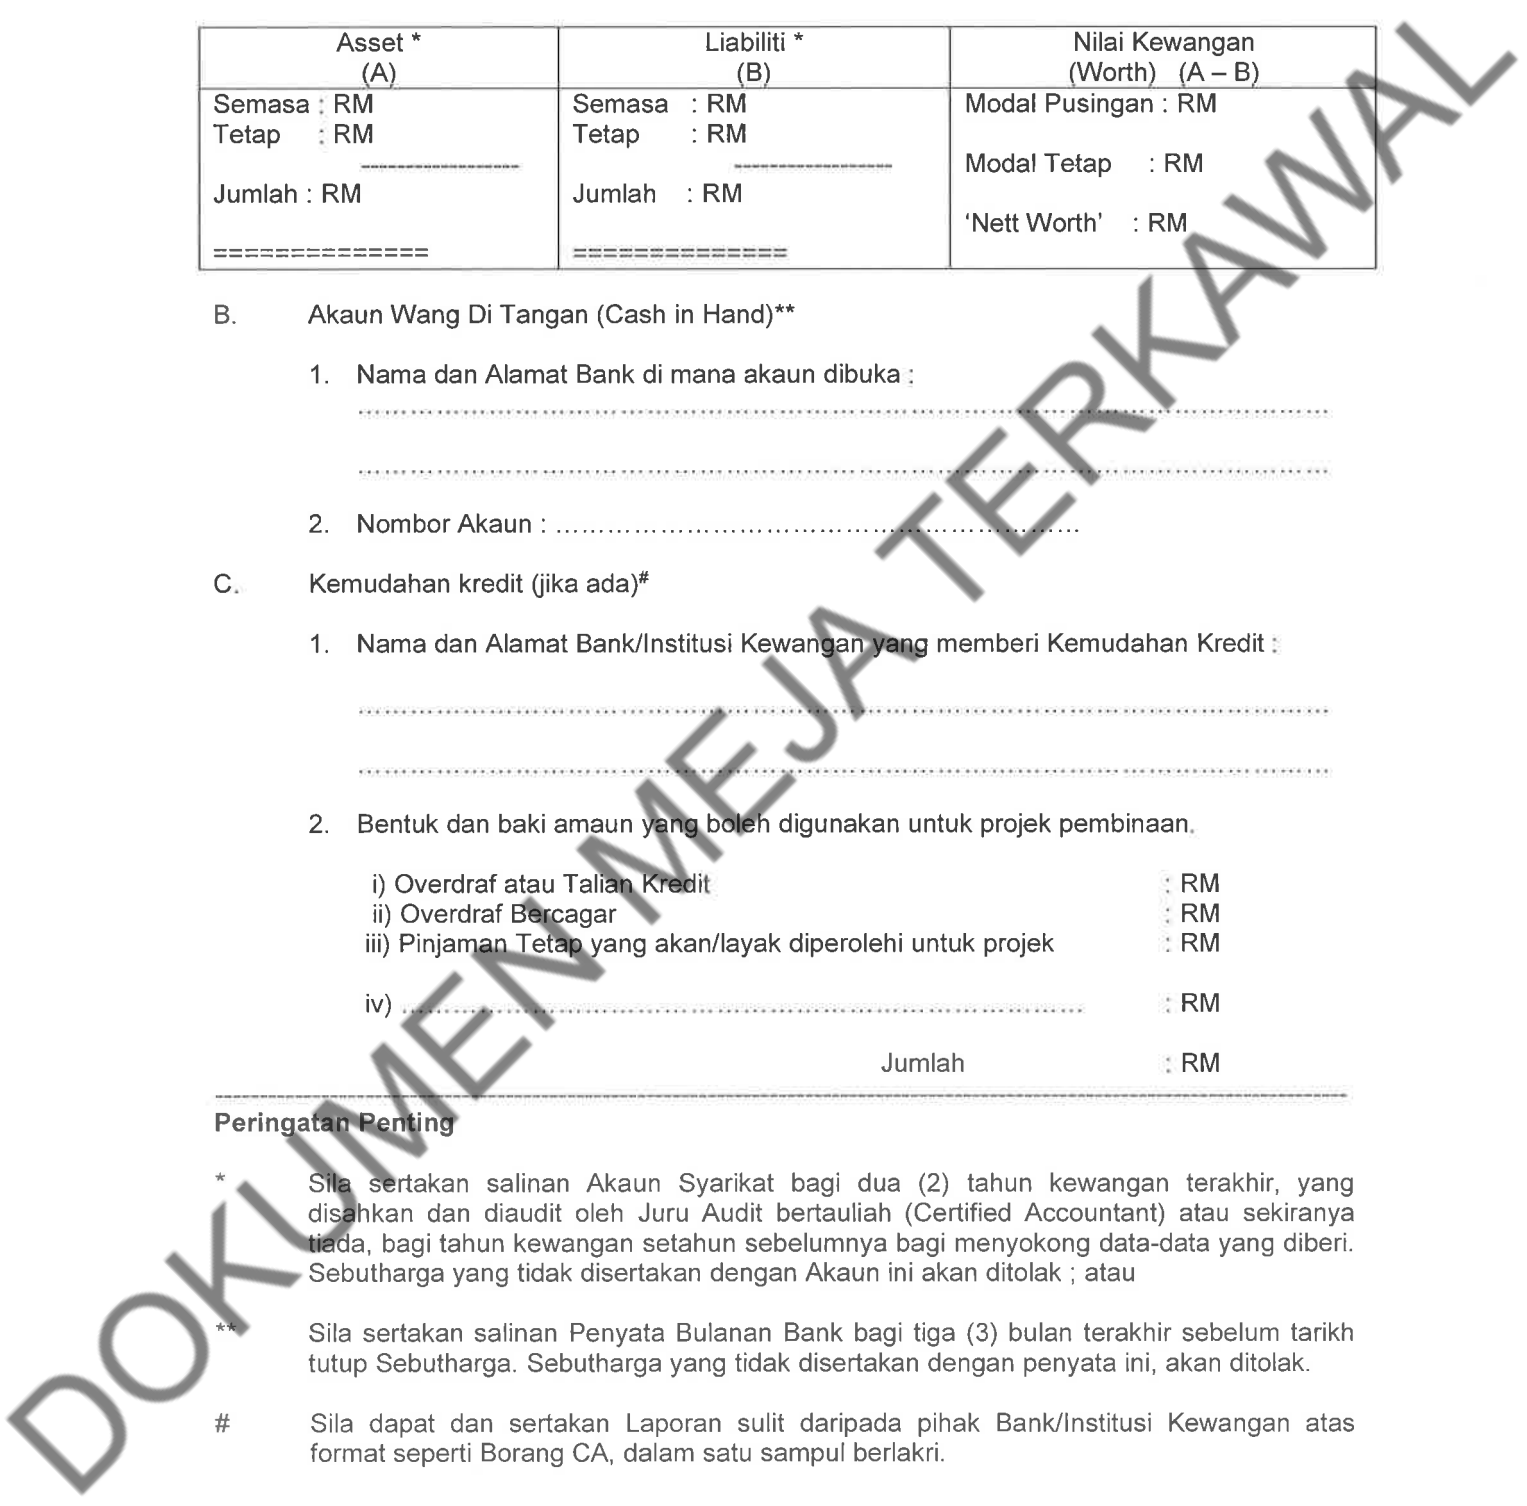 Asset * Liabiliti * Nilai Kewangan
(A) (B) (Worth) (A – B)
Semasa : RM Semasa : RM Modal Pusingan : RM
Tetap : RM Tetap : RM
------------------ ------------------ Modal Tetap : RM
Jumlah : RM Jumlah : RM
'Nett Worth' : RM
============== ==============
B. Akaun Wang Di Tangan (Cash in Hand)**
1. Nama dan Alamat Bank di mana akaun dibuka :
..........................................................................................
..........................................................................................
2. Nombor Akaun : ..........................................................
C. Kemudahan kredit (jika ada)#
1. Nama dan Alamat Bank/Institusi Kewangan yang memberi Kemudahan Kredit :
..........................................................................................
..........................................................................................
2. Bentuk dan baki amaun yang boleh digunakan untuk projek pembinaan.
i) Overdraf atau Talian Kredit : RM
ii) Overdraf Bercagar : RM
iii) Pinjaman Tetap yang akan/layak diperolehi untuk projek : RM
iv) .......................................................................... : RM
Jumlah : RM
Peringatan Penting
* Sila sertakan salinan Akaun Syarikat bagi dua (2) tahun kewangan terakhir, yang
disahkan dan diaudit oleh Juru Audit bertauliah (Certified Accountant) atau sekiranya
tiada, bagi tahun kewangan setahun sebelumnya bagi menyokong data-data yang diberi.
Sebutharga yang tidak disertakan dengan Akaun ini akan ditolak ; atau
** Sila sertakan salinan Penyata Bulanan Bank bagi tiga (3) bulan terakhir sebelum tarikh
tutup Sebutharga. Sebutharga yang tidak disertakan dengan penyata ini, akan ditolak.
# Sila dapat dan sertakan Laporan sulit daripada pihak Bank/Institusi Kewangan atas
format seperti Borang CA, dalam satu sampul berlakri.
DOKUMEN MEJA TERKAWAL